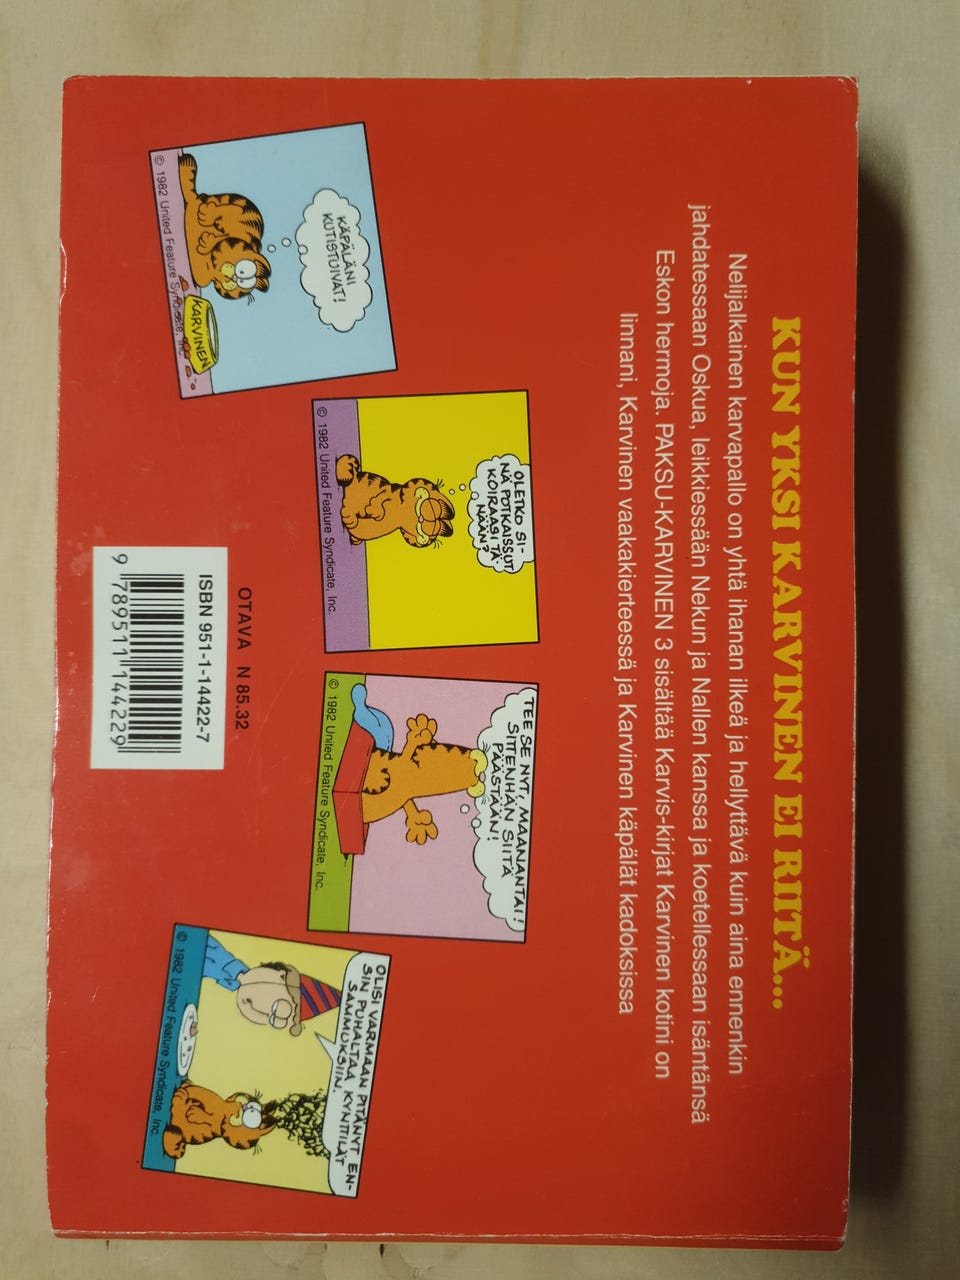 KUN YKSI KARVINEN EI RIITÄ...
Nelijalkainen karvapallo on yhtä ihanan ilkeä ja hellyttävä kuin aina ennenkin
jahdatessaan Oskua, leikkiessään Nekun ja Nallen kanssa ja koetellessaan isäntänsä
Eskon hermoja. PAKSU-KARVINEN 3 sisältää Karvis-kirjat Karvinen kotini on
linnani, Karvinen vaakakierteessä ja Karvinen käpälät kadoksissa
KÄPÄLÄNI
KUTISTUIVAT!
KARVINEN
© 1982 United Feature Syndicate, Inc.
OLETKO SI-
NÄ POTKAISSUT
KOIRAASI TÄ-
NÄÄN?
© 1982 United Feature Syndicate, Inc.
TEE SE NYT, MAANANTAI!
SITTENHÄN SIITÄ
PÄÄSTÄÄN!
© 1982 United Feature Syndicate, Inc.
OLISI VARMAAN PITÄNYT EN-
SIN PUHALTAA KYNTTILÄT
SAMMUKSIIN.
© 1982 United Feature Syndicate, Inc.
OTAVA N 85.32
ISBN 951-1-14422-7
9 789511 144229